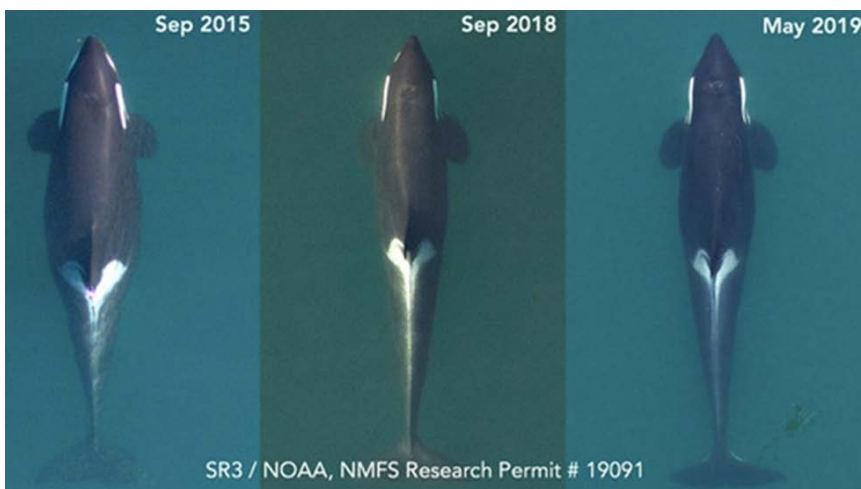 Sep 2015
Sep 2018
May 2019
SR3 / NOAA, NMFS Research Permit # 19091